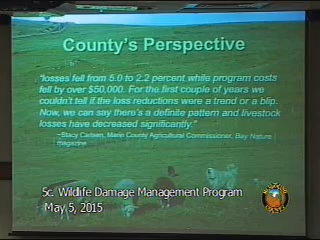 County's Perspective
"losses fell from 5.0 to 2.2 percent while program costs
fell by over $50,000. For the first couple of years we
couldn't tell if the loss reductions were a trend or a blip.
Now, we can say there's a definite pattern and livestock
losses have decreased significantly."
~Stacy Carlsen, Marin County Agricultural Commissioner, Bay Nature
magazine
5c. Wildlife Damage Management Program
May 5, 2015